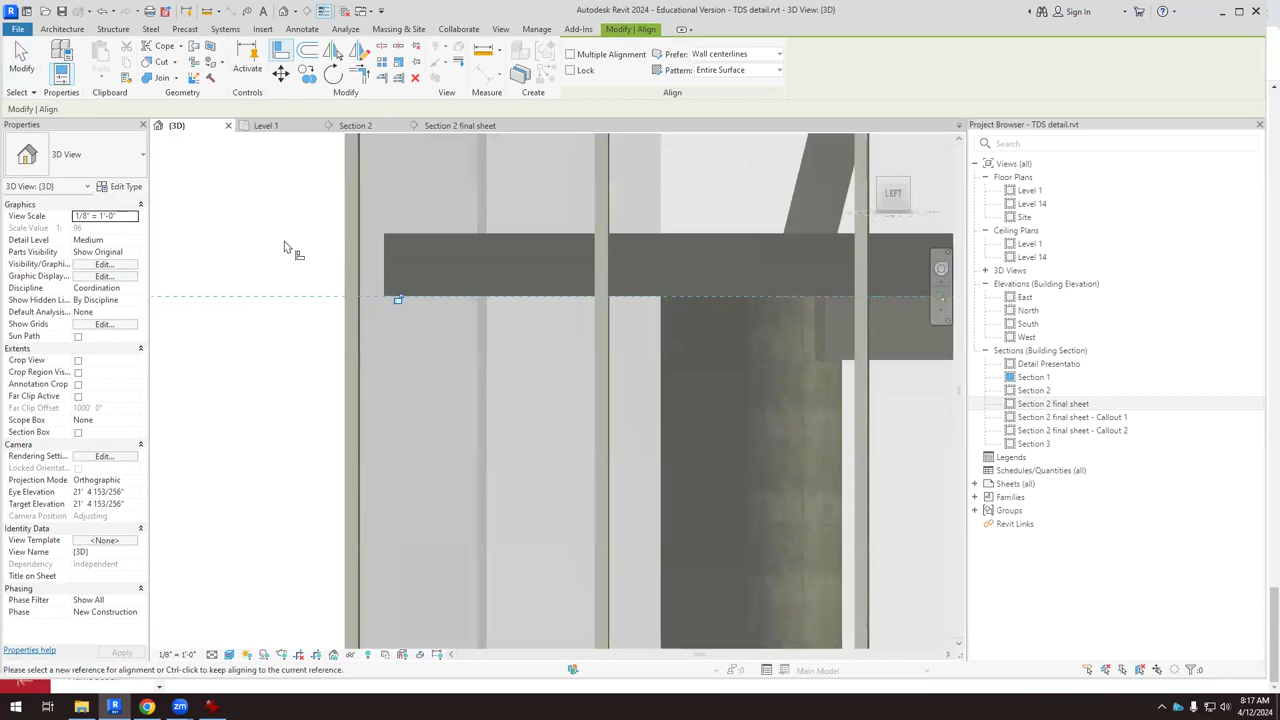 Autodesk Revit 2024 - Educational Version - TDS detail.rvt - 3D View: {3D}
Sign In
File Architecture Structure Steel Precast Systems Insert Annotate Analyze Massing & Site Collaborate View Manage Add-Ins Modify | Align
Modify
Select
Properties
Paste
Clipboard
Cope
Cut
Join
Geometry
Activate
Controls
Modify
View
Measure
Create
Multiple Alignment
Lock
Prefer: Wall centerlines
Pattern: Entire Surface
Align
Modify | Align
Properties
3D View
3D View: {3D}
Edit Type
Graphics
View Scale 1/8" = 1'-0"
Scale Value 1: 96
Detail Level Medium
Parts Visibility Show Original
Visibility/Graph... Edit...
Graphic Display... Edit...
Discipline Coordination
Show Hidden Li... By Discipline
Default Analysi... None
Show Grids Edit...
Sun Path
Extents
Crop View
Crop Region Vis...
Annotation Crop
Far Clip Active
Far Clip Offset 1000' 0"
Scope Box None
Section Box
Camera
Rendering Setti... Edit...
Locked Orientat...
Projection Mode Orthographic
Eye Elevation 21' 4 153/256"
Target Elevation 21' 4 153/256"
Camera Position Adjusting
Identity Data
View Template <None>
View Name {3D}
Dependency Independent
Title on Sheet
Phasing
Phase Filter Show All
Phase New Construction
Properties help
Apply
{3D}
Level 1
Section 2
Section 2 final sheet
LEFT
1/8" = 1'-0"
Project Browser - TDS detail.rvt
Search
Views (all)
Floor Plans
Level 1
Level 14
Site
Ceiling Plans
Level 1
Level 14
3D Views
Elevations (Building Elevation)
East
North
South
West
Sections (Building Section)
Detail Presentatio
Section 1
Section 2
Section 2 final sheet
Section 2 final sheet - Callout 1
Section 2 final sheet - Callout 2
Section 3
Legends
Schedules/Quantities (all)
Sheets (all)
Families
Groups
Revit Links
Please select a new reference for alignment or Ctrl-click to keep aligning to the current reference.
:0
Main Model
:0
8:17 AM
4/12/2024